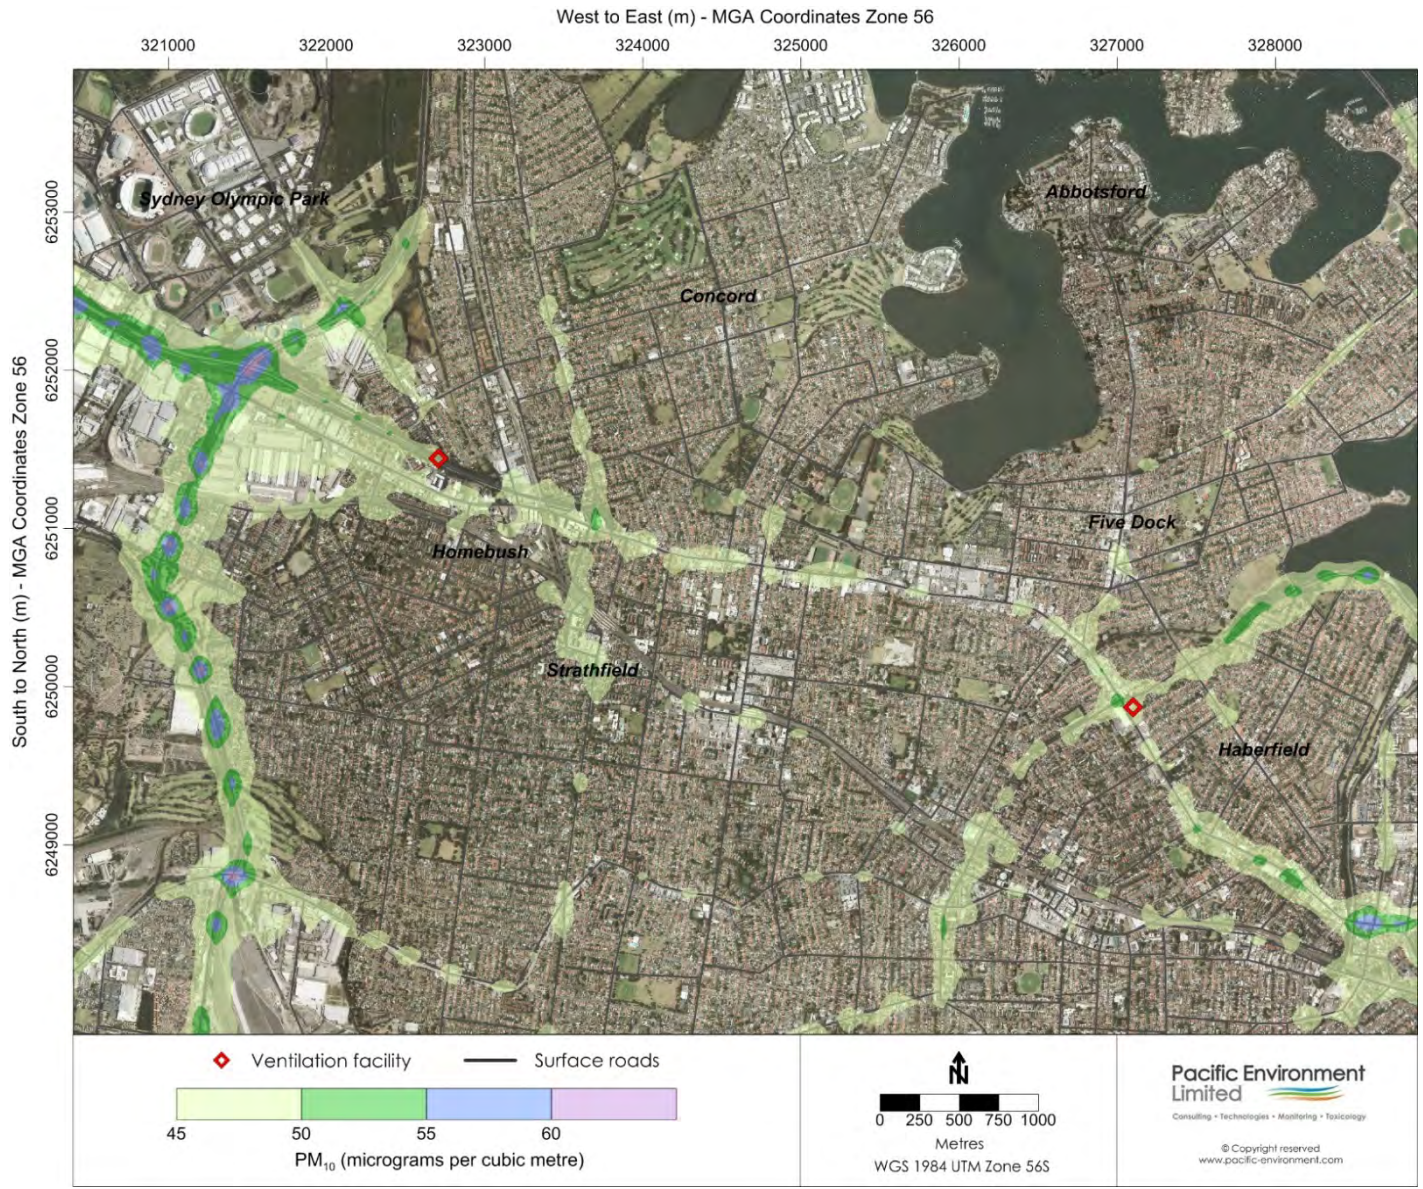 West to East (m) - MGA Coordinates Zone 56
321000 322000 323000 324000 325000 326000 327000 328000
South to North (m) - MGA Coordinates Zone 56
6253000
6252000
6251000
6250000
6249000
Sydney Olympic Park
Abbotsford
Concord
Five Dock
Homebush
Strathfield
Haberfield
Ventilation facility
Surface roads
45 50 55 60
PM₁₀ (micrograms per cubic metre)
N
0 250 500 750 1000
Metres
WGS 1984 UTM Zone 56S
Pacific Environment
Limited
Consulting • Technologies • Monitoring • Toxicology
© Copyright reserved
www.pacific-environment.com